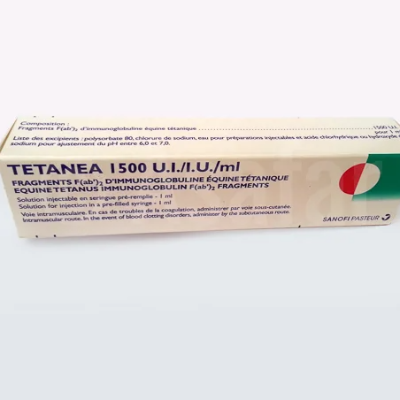 Composition :
Fragments F(ab')₂ d'immunoglobuline équine tétanique 1500 U.I.
pour 1 ml
Liste des excipients : polysorbate 80, chlorure de sodium, eau pour préparations injectables et acide chlorhydrique ou hydroxyde
sodium pour ajustement du pH entre 6,0 et 7,0.
TETANEA 1500 U.I./I.U./ml
FRAGMENTS F(ab')₂ D'IMMUNOGLOBULINE ÉQUINE TÉTANIQUE
EQUINE TETANUS IMMUNOGLOBULIN F(ab')₂ FRAGMENTS
Solution injectable en seringue pré-remplie - 1 ml
Solution for injection in a pre-filled syringe - 1 ml
Voie intramusculaire. En cas de troubles de la coagulation, administrer par voie sous-cutanée.
Intramuscular route. In the event of blood clotting disorders, administer by the subcutaneous route.
SANOFI PASTEUR